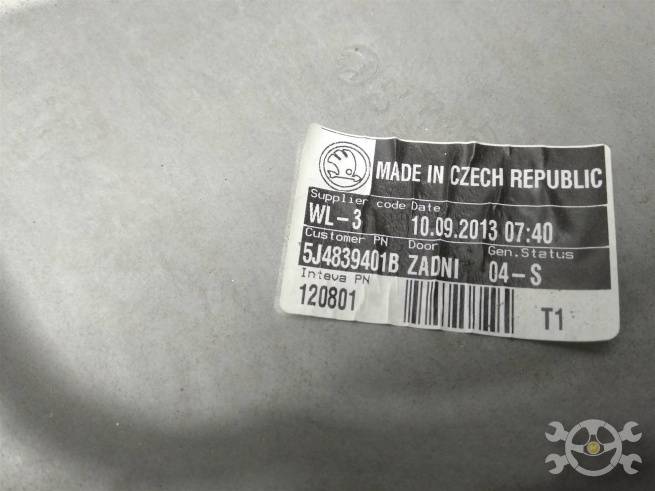 MADE IN CZECH REPUBLIC
Supplier code Date
WL-3 10.09.2013 07:40
Customer PN Door Gen.Status
5J4839401B ZADNI 04-S
Inteva PN
120801 T1